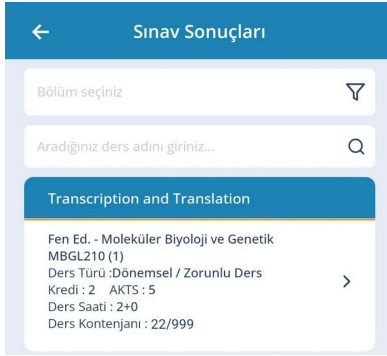 Sınav Sonuçları
Bölüm seçiniz
Aradığınız ders adını giriniz...
Transcription and Translation
Fen Ed. - Moleküler Biyoloji ve Genetik
MBGL210 (1)
Ders Türü :Dönemsel / Zorunlu Ders
Kredi : 2 AKTS : 5
Ders Saati : 2+0
Ders Kontenjanı : 22/999